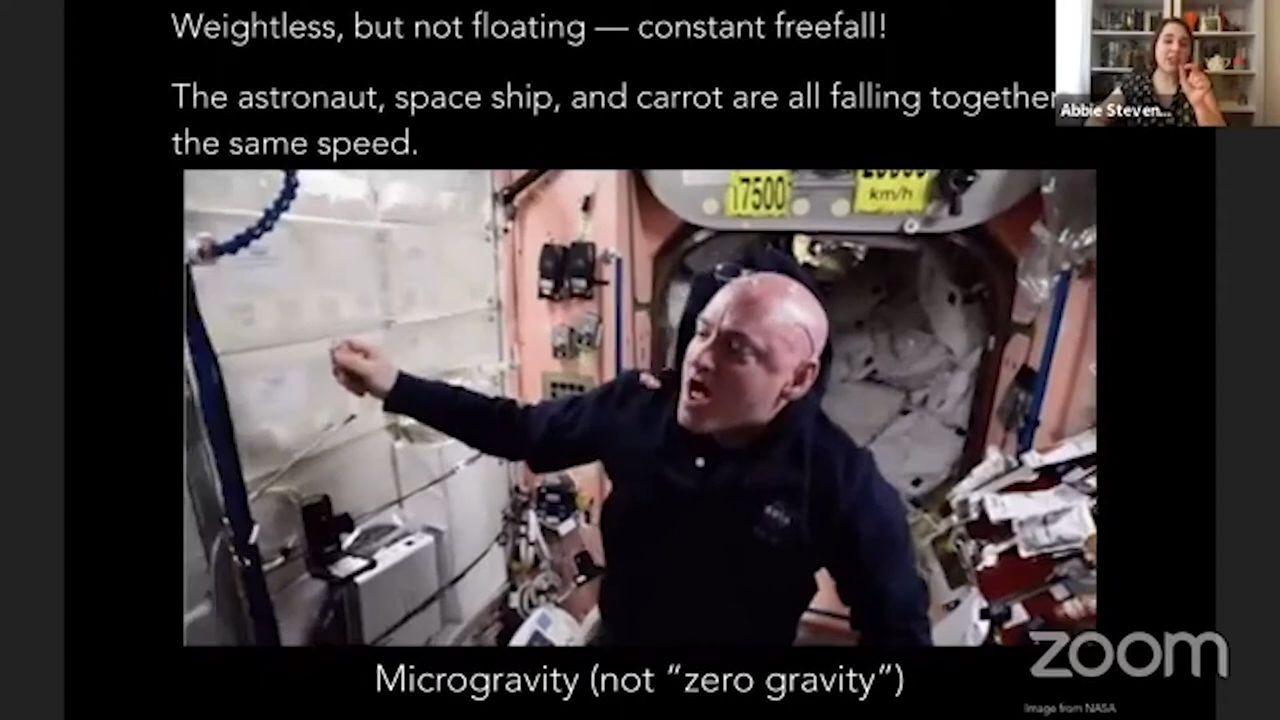 Weightless, but not floating — constant freefall!
The astronaut, space ship, and carrot are all falling together
the same speed.
Abbie Steven...
17500
km/h
Microgravity (not “zero gravity”)
zoom
Image from NASA